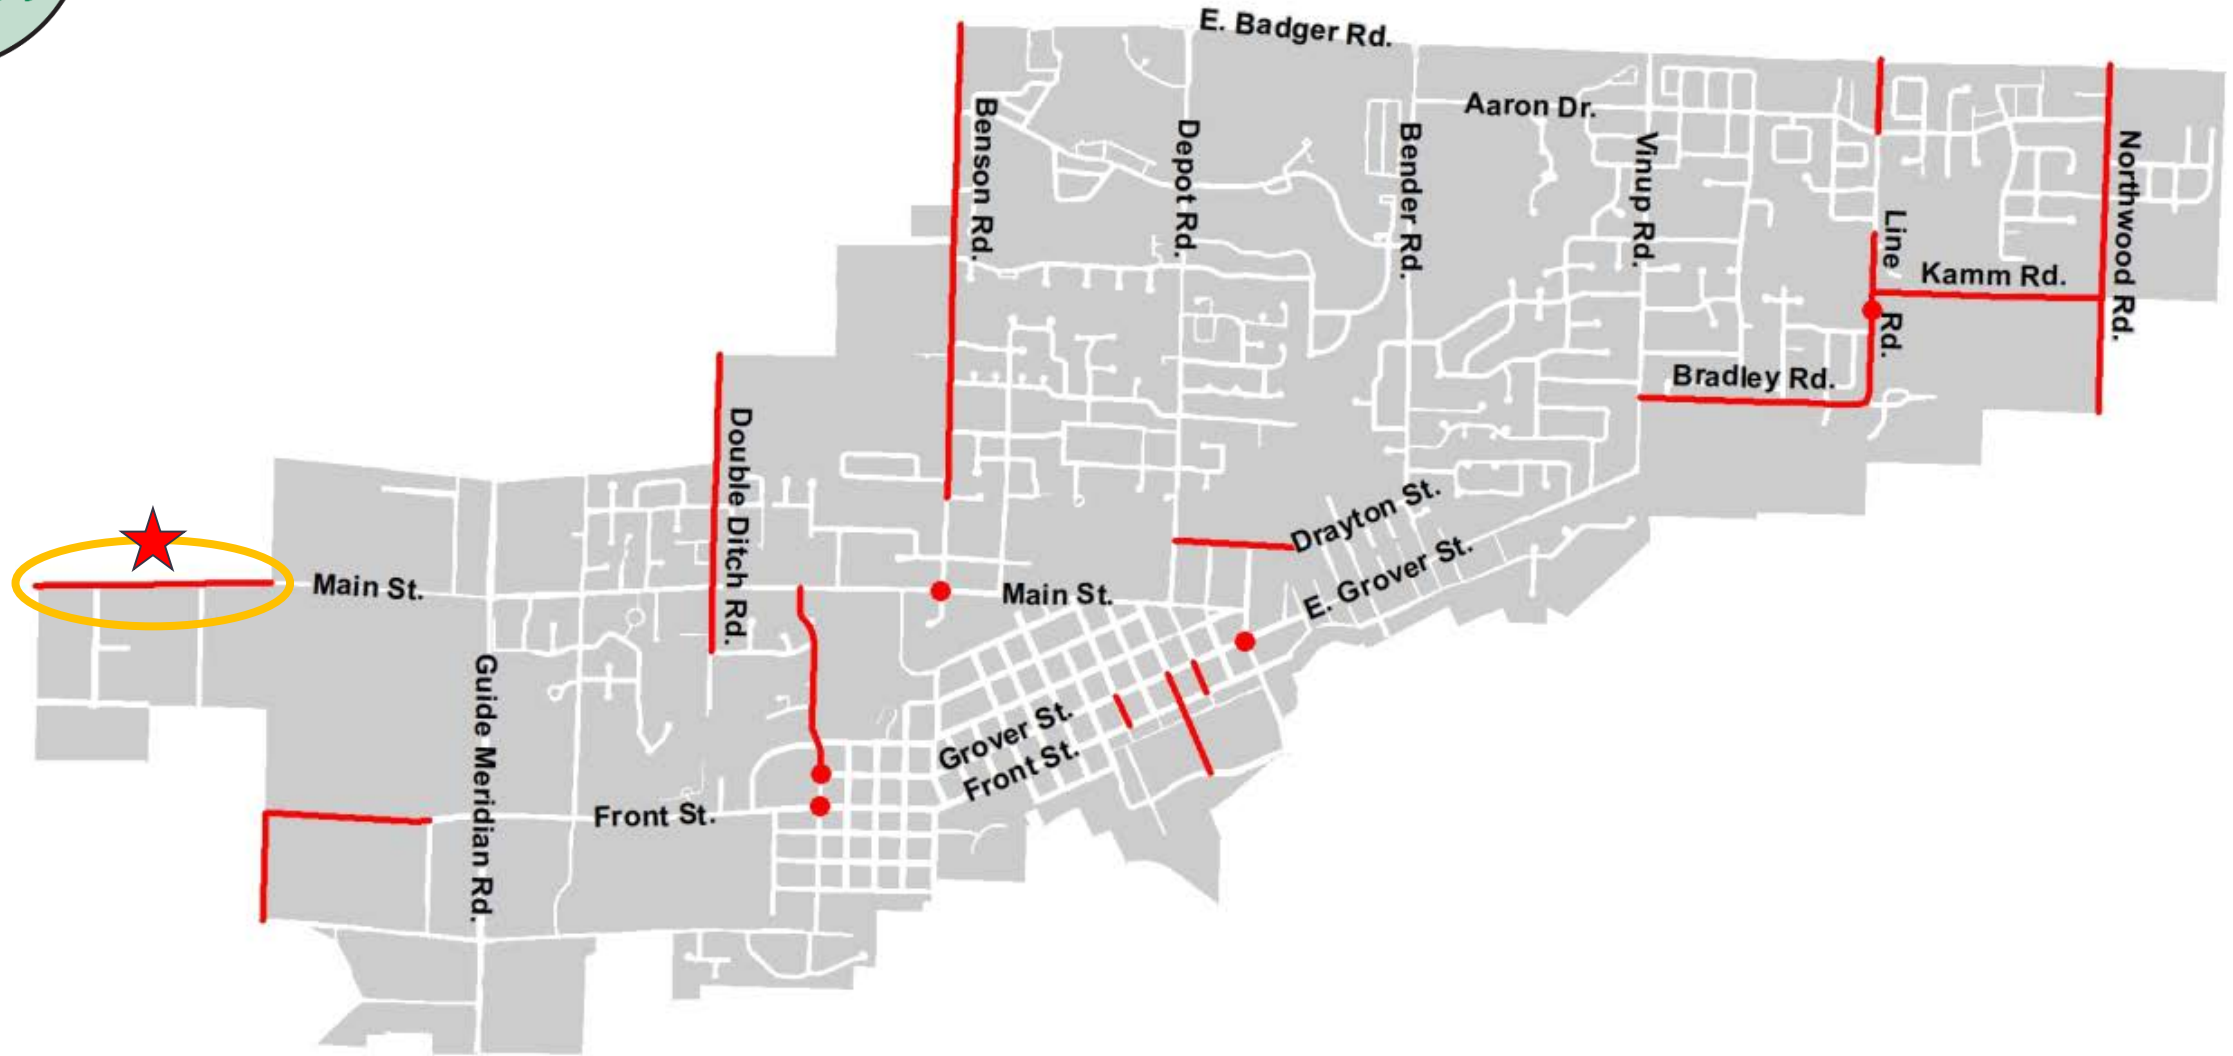 E. Badger Rd.
Aaron Dr.
Benson Rd.
Depot Rd.
Bender Rd.
Vinup Rd.
Line Rd.
Northwood Rd.
Kamm Rd.
Bradley Rd.
Double Ditch Rd.
Drayton St.
E. Grover St.
Main St.
Main St.
Guide Meridian Rd.
Grover St.
Front St.
Front St.